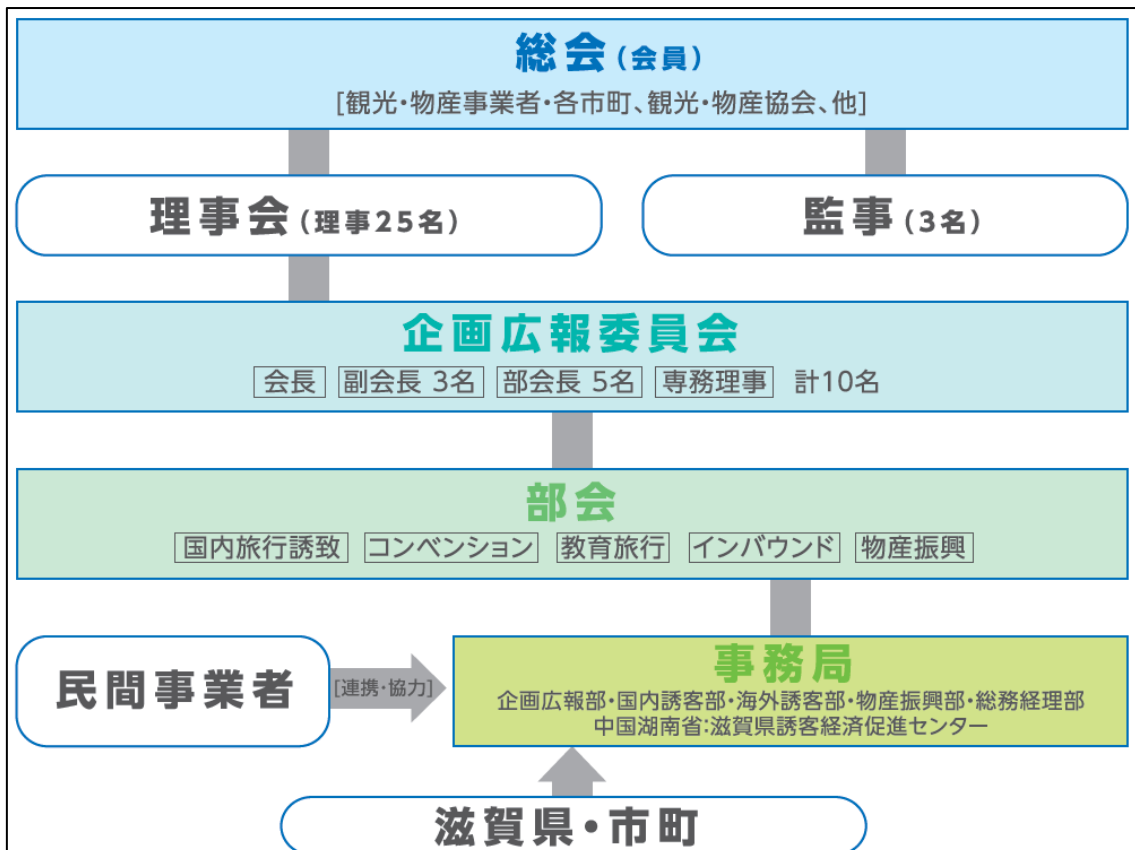 総会(会員)
[観光・物産事業者・各市町、観光・物産協会、他]
理事会(理事25名)
監事(3名)
企画広報委員会
会長 副会長 3名 部会長 5名 専務理事 計10名
部会
国内旅行誘致 コンベンション 教育旅行 インバウンド 物産振興
民間事業者
[連携・協力]
事務局
企画広報部・国内誘客部・海外誘客部・物産振興部・総務経理部
中国湖南省:滋賀県誘客経済促進センター
滋賀県・市町